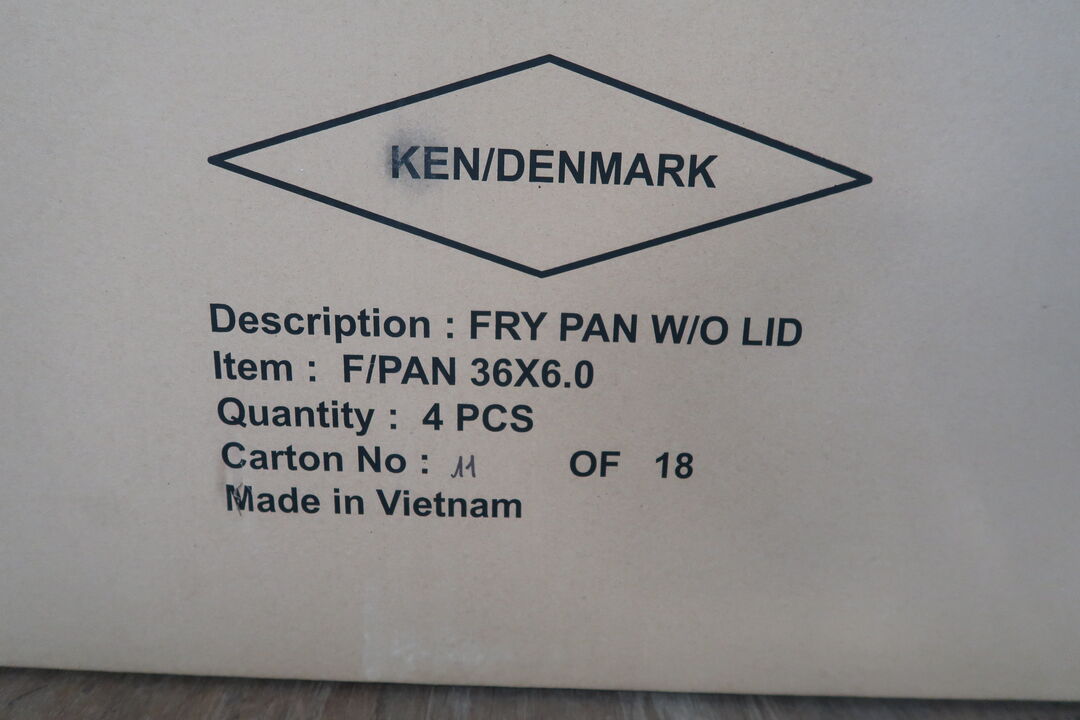 KEN/DENMARK
Description : FRY PAN W/O LID
Item : F/PAN 36X6.0
Quantity : 4 PCS
Carton No : 11 OF 18
Made in Vietnam